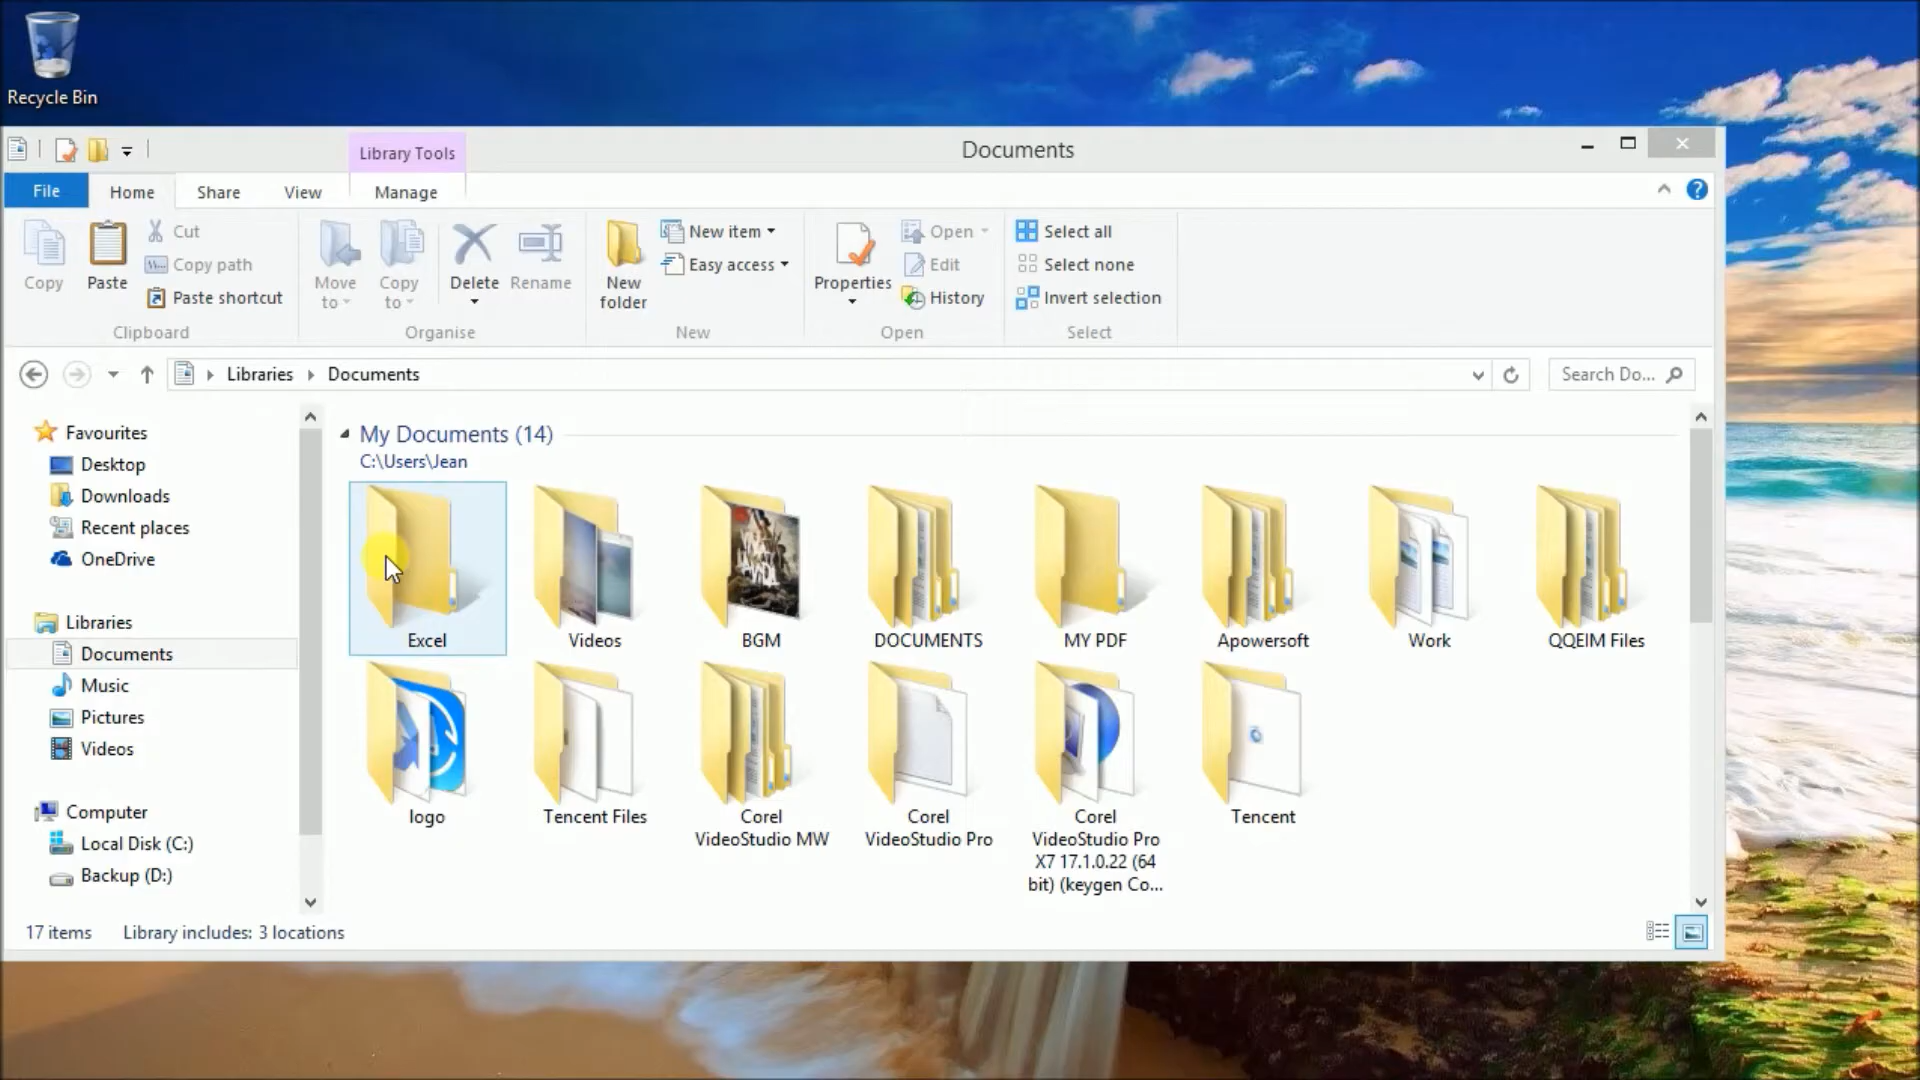 Recycle Bin
Library Tools
Documents
File
Home
Share
View
Manage
Copy
Paste
Cut
Copy path
Paste shortcut
Clipboard
Move
to
Copy
to
Delete
Rename
Organise
New
folder
New item
Easy access
New
Properties
Open
Edit
History
Open
Select all
Select none
Invert selection
Select
Libraries
Documents
Search Do...
Favourites
Desktop
Downloads
Recent places
OneDrive
Libraries
Documents
Music
Pictures
Videos
Computer
Local Disk (C:)
Backup (D:)
My Documents (14)
C:\Users\Jean
Excel
Videos
BGM
DOCUMENTS
MY PDF
Apowersoft
Work
QQEIM Files
logo
Tencent Files
Corel
VideoStudio MW
Corel
VideoStudio Pro
Corel
VideoStudio Pro
X7 17.1.0.22 (64
bit) (keygen Co...
Tencent
17 items
Library includes: 3 locations